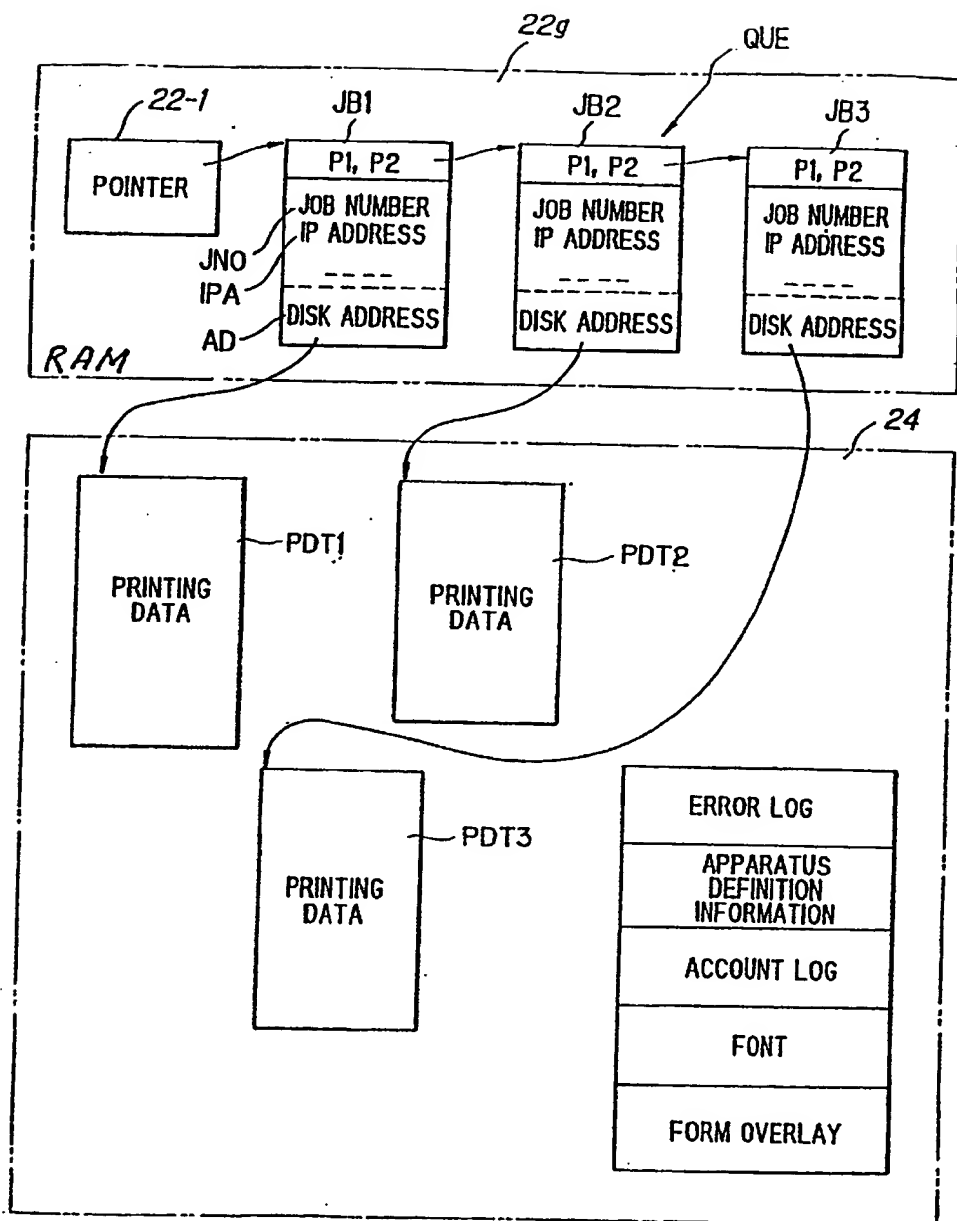 22g
QUE
22-1
JB1
JB2
JB3
POINTER
P1, P2
P1, P2
P1, P2
JOB NUMBER
IP ADDRESS
JOB NUMBER
IP ADDRESS
JOB NUMBER
IP ADDRESS
JNO
IPA
AD
DISK ADDRESS
DISK ADDRESS
DISK ADDRESS
RAM
24
PDT1
PRINTING
DATA
PDT2
PRINTING
DATA
PDT3
PRINTING
DATA
ERROR LOG
APPARATUS
DEFINITION
INFORMATION
ACCOUNT LOG
FONT
FORM OVERLAY